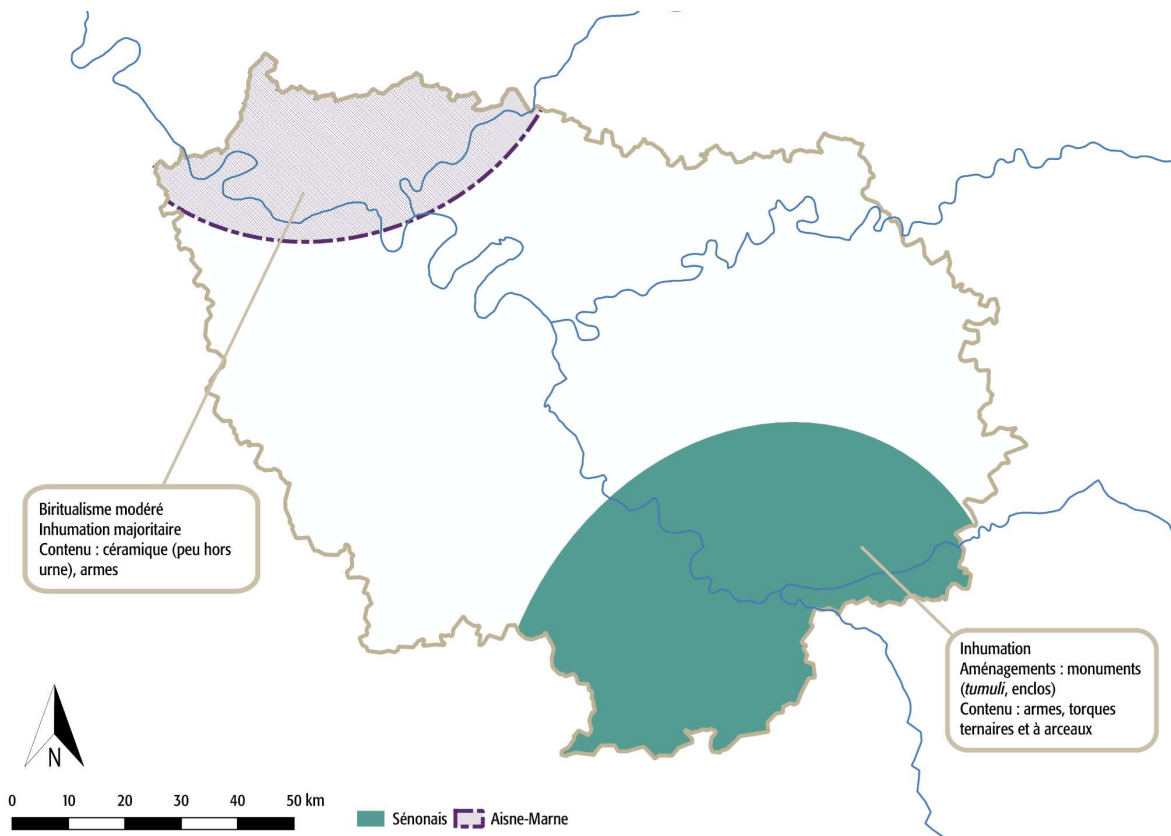 Biritualisme modéré
Inhumation majoritaire
Contenu : céramique (peu hors
urne), armes
Inhumation
Aménagements : monuments
(tumuli, enclos)
Contenu : armes, torques
ternaires et à arceaux
N
0 10 20 30 40 50 km
Sénonais Aisne-Marne